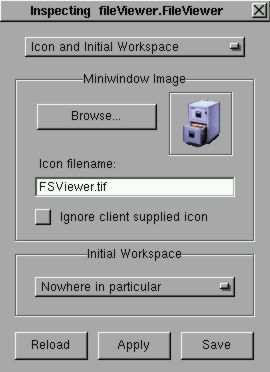 Inspecting fileViewer.FileViewer
Icon and Initial Workspace
Miniwindow Image
Browse...
Icon filename:
FSViewer.tif
Ignore client supplied icon
Initial Workspace
Nowhere in particular
Reload
Apply
Save